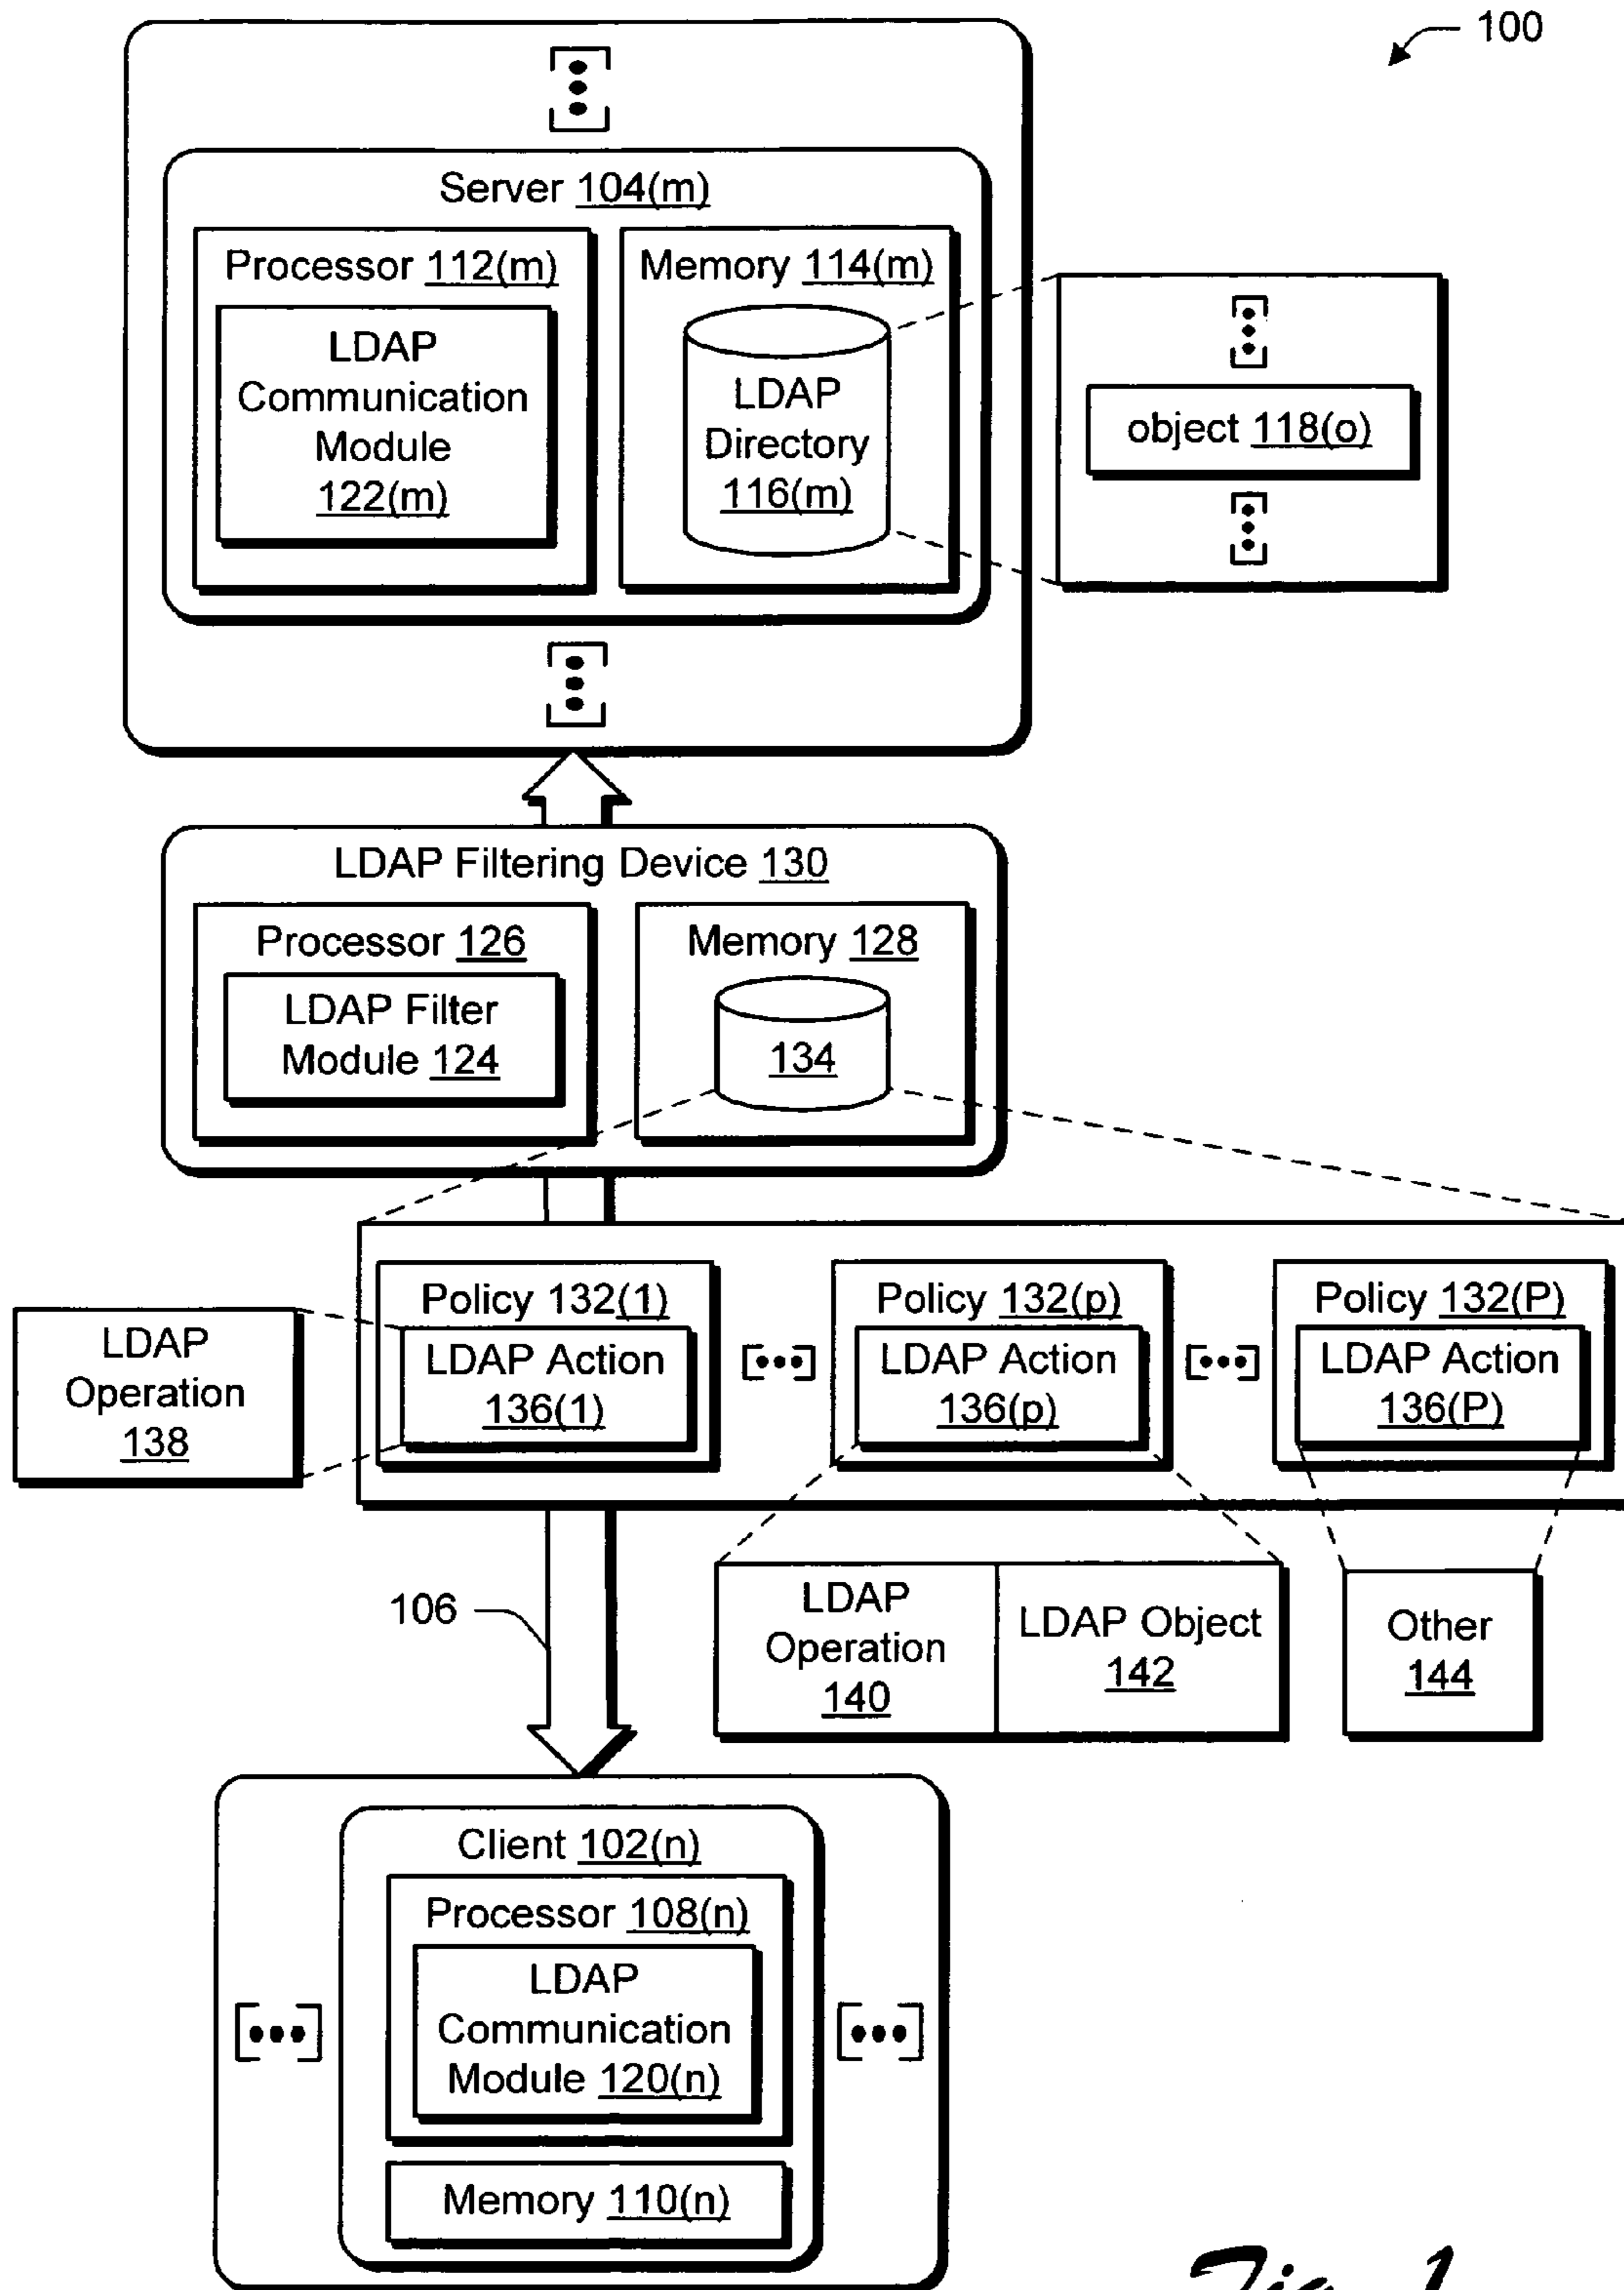 100
Server 104(m)
Processor 112(m)
LDAP
Communication
Module
122(m)
Memory 114(m)
LDAP
Directory
116(m)
object 118(o)
LDAP Filtering Device 130
Processor 126
LDAP Filter
Module 124
Memory 128
134
LDAP
Operation
138
Policy 132(1)
LDAP Action
136(1)
Policy 132(p)
LDAP Action
136(p)
Policy 132(P)
LDAP Action
136(P)
106
LDAP
Operation
140
LDAP Object
142
Other
144
Client 102(n)
Processor 108(n)
LDAP
Communication
Module 120(n)
Memory 110(n)
Fig. 1